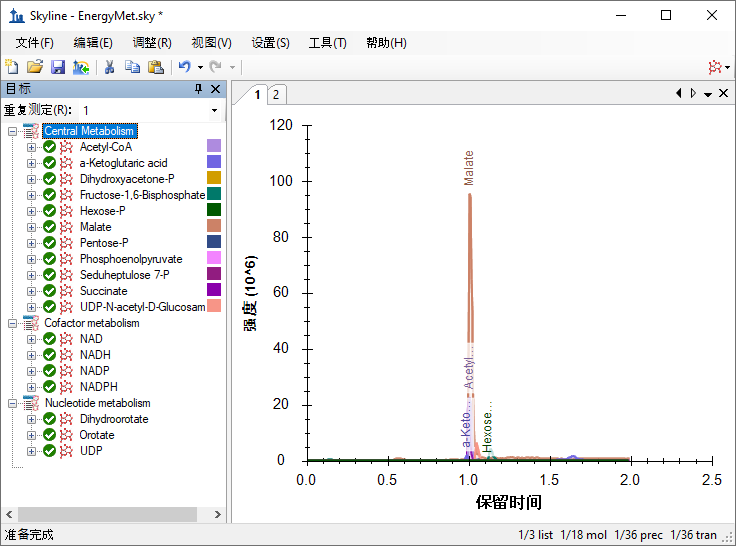 Skyline - EnergyMet.sky *
文件(F) 编辑(E) 调整(R) 视图(V) 设置(S) 工具(T) 帮助(H)
目标
重复测定(R): 1
Central Metabolism
Acetyl-CoA
a-Ketoglutaric acid
Dihydroxyacetone-P
Fructose-1,6-Bisphosphate
Hexose-P
Malate
Pentose-P
Phosphoenolpyruvate
Seduheptulose 7-P
Succinate
UDP-N-acetyl-D-Glucosam
Cofactor metabolism
NAD
NADH
NADP
NADPH
Nucleotide metabolism
Dihydroorotate
Orotate
UDP
1 2
120
100
80
60
40
20
0
强度 (10^6)
Malate
Acetyl...
a-Keto...
Hexose...
0.0 0.5 1.0 1.5 2.0 2.5
保留时间
准备完成
1/3 list 1/18 mol 1/36 prec 1/36 tran